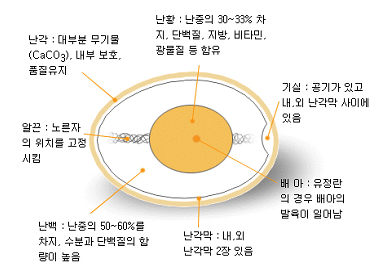 난각 : 대부분 무기물
(CaCO₃), 내부 보호,
품질유지
난황 : 난중의 30~33% 차
지, 단백질, 지방, 비타민,
광물질 등 함유
기실 : 공기가 있고
내,외 난각막 사이에
있음
알끈 : 노른자
의 위치를 고정
시킴
배 아 : 유정란
의 경우 배아의
발육이 일어남
난백 : 난중의 50~60%를
차지, 수분과 단백질의 함
량이 높음
난각막 : 내,외
난각막 2장 있음